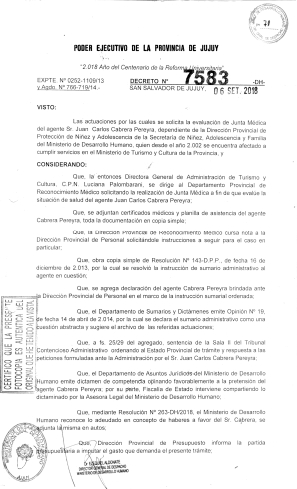 71
PODER EJECUTIVO DE LA PROVINCIA DE JUJUY
"2.018 Año del Centenario de la Reforma Universitaria"
EXPTE Nº 0252-1109/13
y Agdo. Nº 766-719/14.-
DECRETO Nº 7583 -DH-
SAN SALVADOR DE JUJUY, 06 SET. 2018
VISTO:
Las actuaciones por las cuales se solicita la evaluación de Junta Médica
del agente Sr. Juan Carlos Cabrera Pereyra, dependiente de la Dirección Provincial de
Protección de Niñez y Adolescencia de la Secretaría de Niñez, Adolescencia y Familia
del Ministerio de Desarrollo Humano, quien desde el año 2.002 se encuentra afectado a
cumplir servicios en el Ministerio de Turismo y Cultura de la Provincia, y
CONSIDERANDO:
Que, la entonces Directora General de Administración de Turismo y
Cultura, C.P.N. Luciana Palombarani, se dirige al Departamento Provincial de
Reconocimiento Médico solicitando la realización de Junta Médica a fin de que evalúe la
situación de salud del agente Juan Carlos Cabrera Pereyra;
Que, se adjuntan certificados médicos y planilla de asistencia del agente
Cabrera Pereyra, toda la documentación en copia simple;
Que, la Dirección Provincial de Reconocimiento Médico cursa nota a la
Dirección Provincial de Personal solicitándole instrucciones a seguir para el caso en
particular;
Que, obra copia simple de Resolución Nº 143-D.P.P., de fecha 16 de
diciembre de 2.013, por la cual se resolvió la instrucción de sumario administrativo al
agente en cuestión;
Que, se agrega declaración del agente Cabrera Pereyra brindada ante
la Dirección Provincial de Personal en el marco de la instrucción sumarial ordenada;
Que, el Departamento de Sumarios y Dictámenes emite Opinión Nº 19,
de fecha 14 de abril de 2.014, por la cual se declara el sumario administrativo como
cuestión abstracta y sugiere el archivo de las referidas actuaciones;
Que, a fs. 25/29 del agregado, sentencia de la Sala II del Tribunal
Contencioso Administrativo ordenando al Estado Provincial dé trámite y respuesta a las
peticiones formuladas ante la Administración por el Sr. Juan Carlos Cabrera Pereyra;
Que, el Departamento de Asuntos Jurídicos del Ministerio de Desarrollo
Humano emite dictamen de competencia opinando favorablemente a la pretensión del
agente Cabrera Pereyra; por su parte, Fiscalía de Estado interviene compartiendo lo
dictaminado por la Asesora Legal del Ministerio de Desarrollo Humano;
Que, mediante Resolución Nº 263-DH/2018, el Ministerio de Desarrollo
Humano reconoce lo adeudado en concepto de haberes a favor del Sr. Cabrera, se
adjunta la misma en autos;
Que, Dirección Provincial de Presupuesto informa la partida
presupuestaria a imputar el gasto que demanda el presente trámite;
CERTIFICO QUE LA PRESENTE
FOTOCOPIA ES AUTENTICA DEL
ORIGINAL QUE HE TENIDO A LA VISTA
MINISTERIO DE DESARROLLO HUMANO